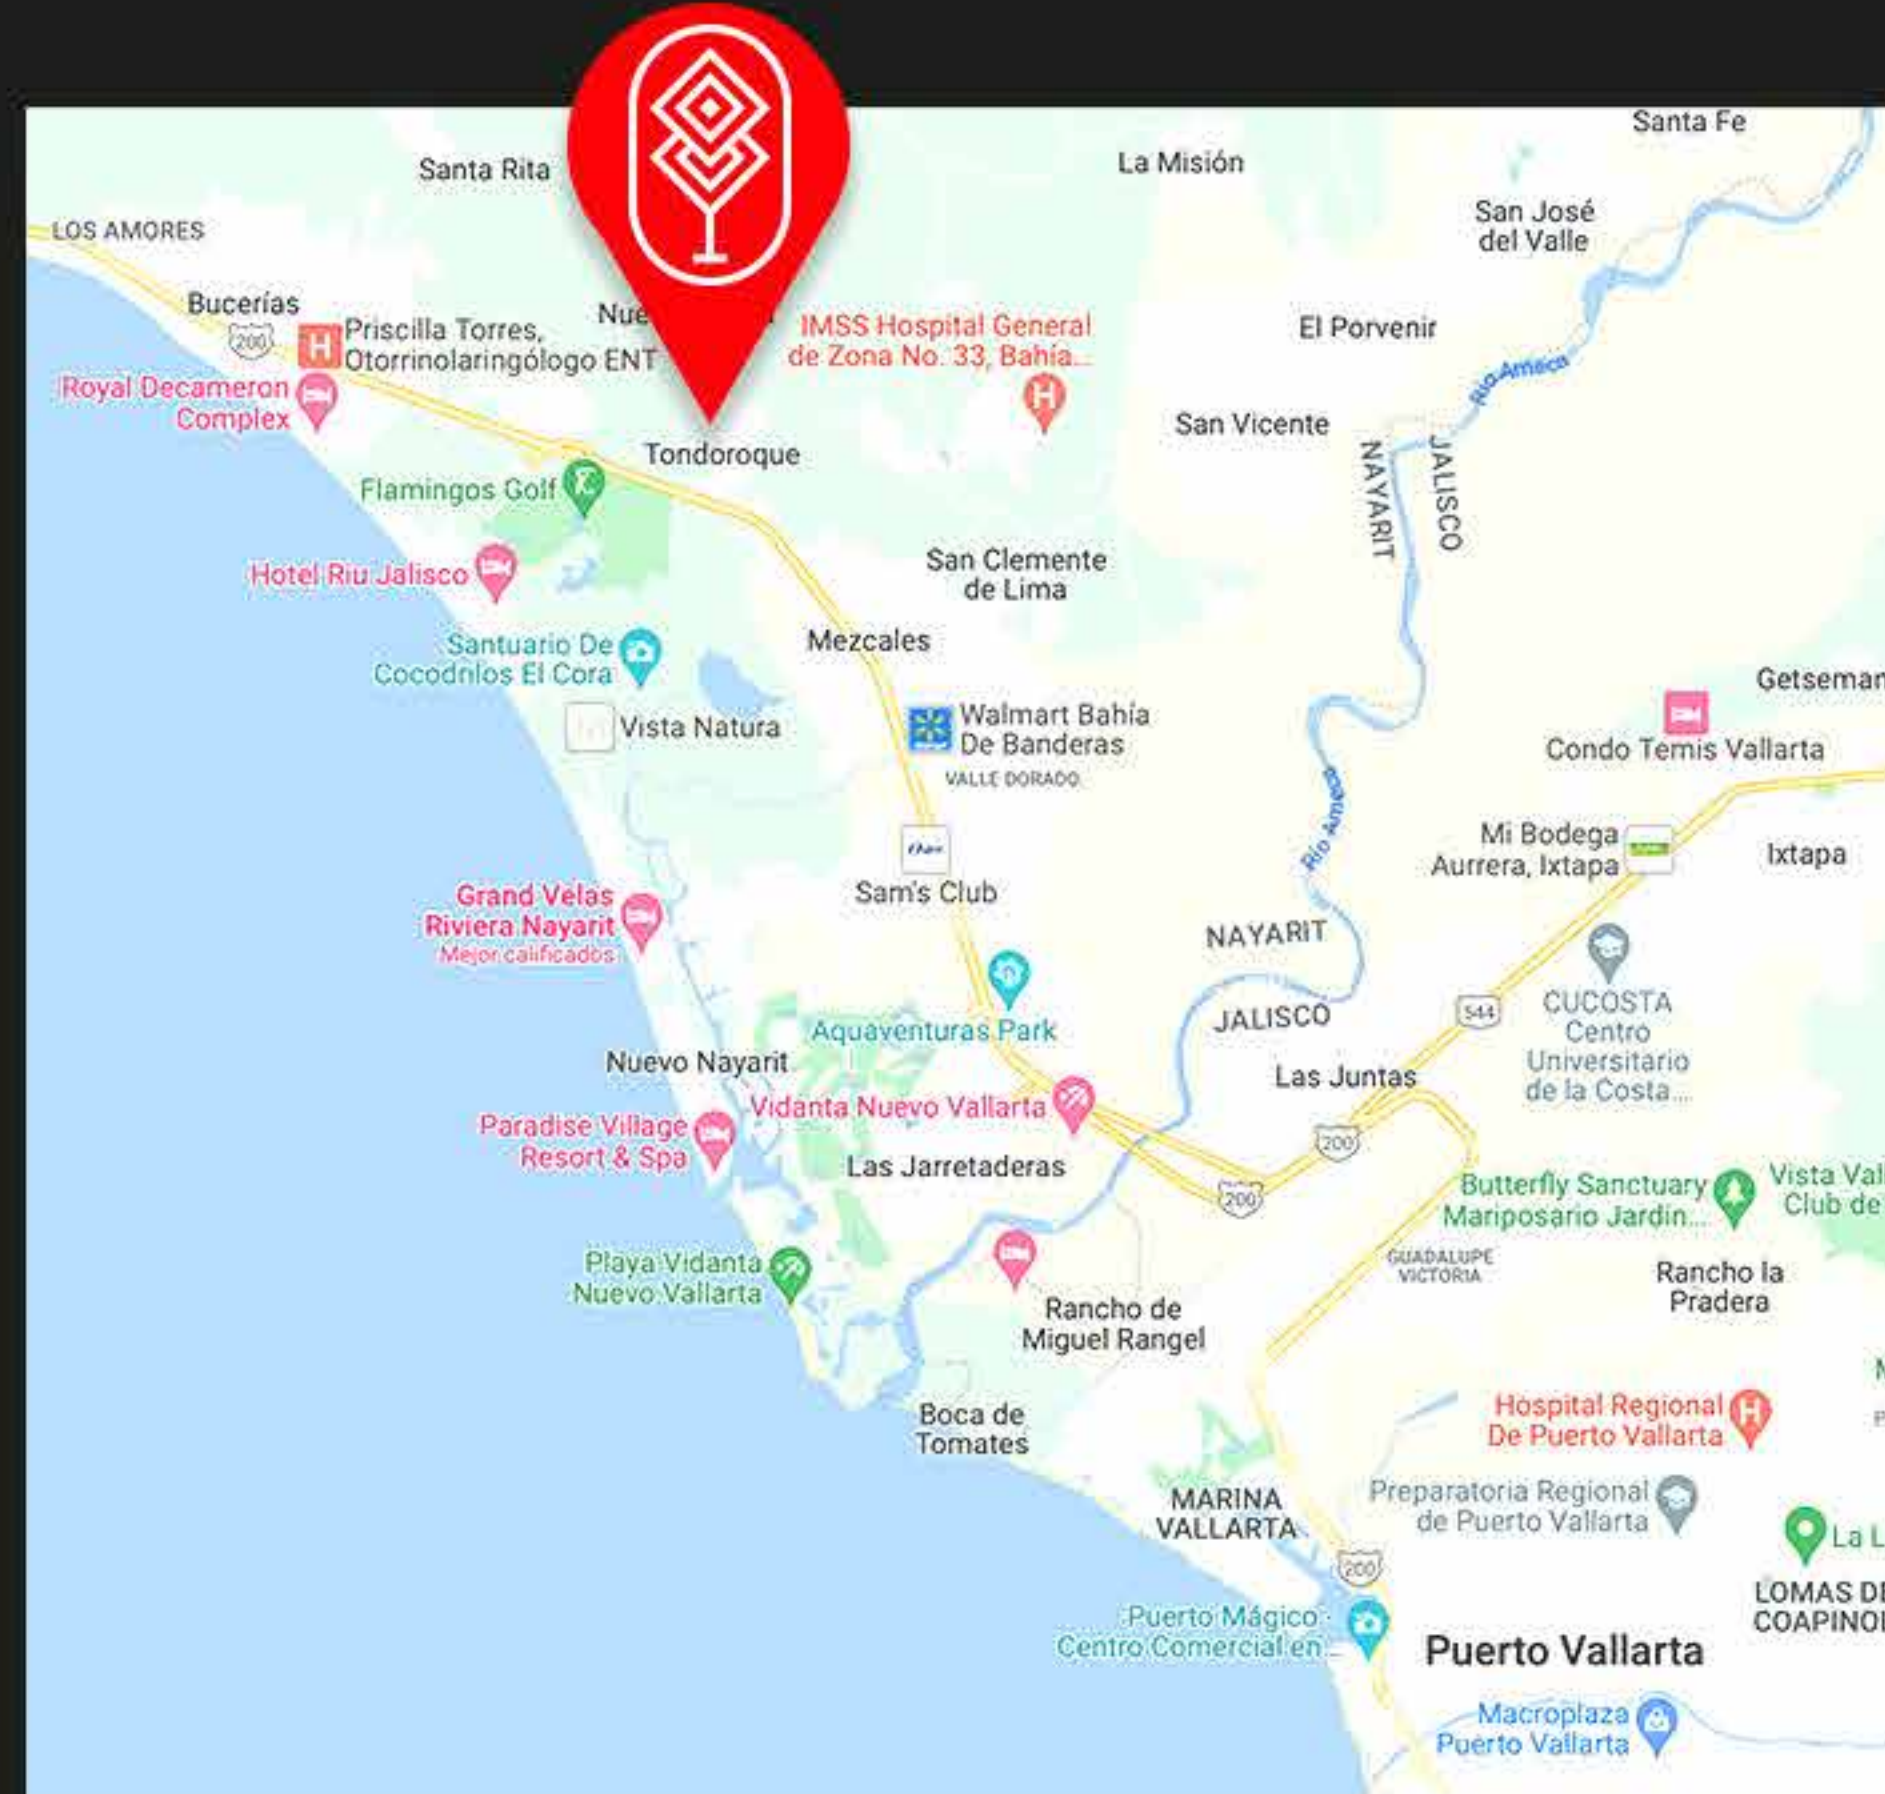 Santa Fe
La Misión
Santa Rita
San José
del Valle
LOS AMORES
Bucerías
200
Priscilla Torres,
Otorrinolaringólogo ENT
IMSS Hospital General
de Zona No. 33, Bahía...
El Porvenir
Río Ameca
Royal Decameron
Complex
San Vicente
Tondoroque
NAYARIT
JALISCO
Flamingos Golf
San Clemente
de Lima
Hotel Riu Jalisco
Mezcales
Santuario De
Cocodrilos El Cora
Vista Natura
Walmart Bahía
De Banderas
VALLE DORADO
Condo Temis Vallarta
Río Ameca
Mi Bodega
Aurrera, Ixtapa
Ixtapa
Sam's Club
Grand Velas
Riviera Nayarit
Mejor calificados
NAYARIT
JALISCO
544
CUCOSTA
Centro
Universitario
de la Costa...
Aquaventuras Park
Nuevo Nayarit
Las Juntas
Vidanta Nuevo Vallarta
200
Paradise Village
Resort & Spa
Las Jarretaderas
200
Butterfly Sanctuary
Mariposario Jardin...
Vista Val
Club de
GUADALUPE
VICTORIA
Rancho la
Pradera
Playa Vidanta
Nuevo Vallarta
Rancho de
Miguel Rangel
Boca de
Tomates
Hospital Regional
De Puerto Vallarta
MARINA
VALLARTA
Preparatoria Regional
de Puerto Vallarta
La L
200
LOMAS DE
Puerto Mágico -
Centro Comercial en...
Puerto Vallarta
Macroplaza
Puerto Vallarta